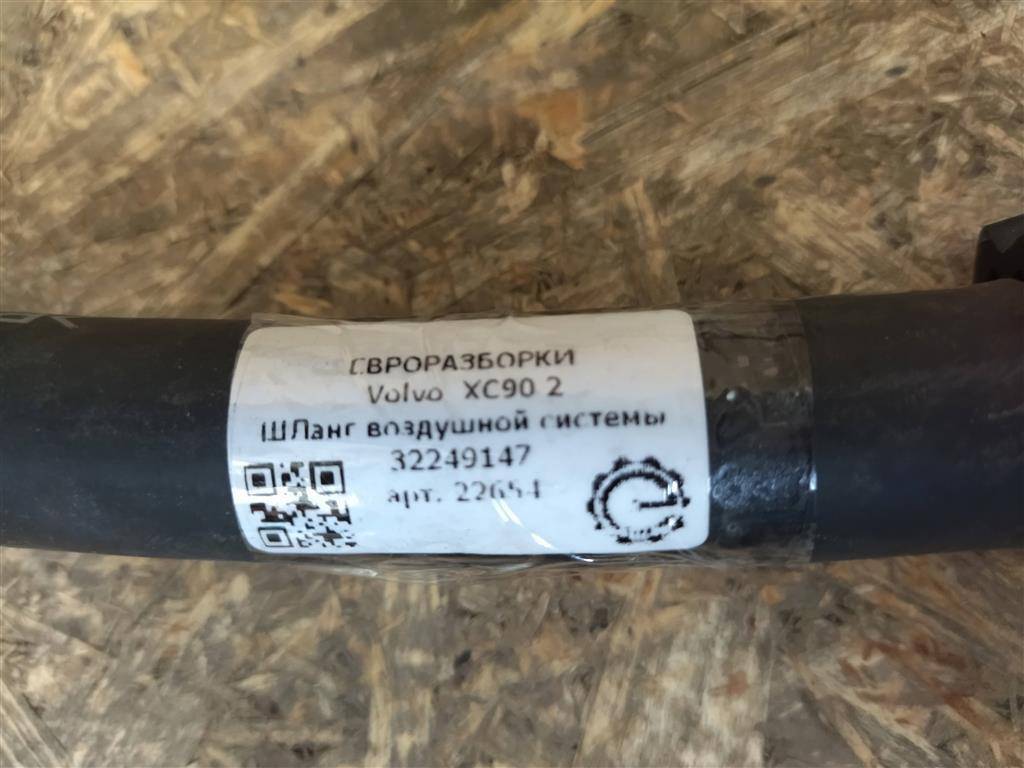 ЕВРОРАЗБОРКИ
Volvo XC90 2
Шланг воздушной системы
32249147
арт. 22654